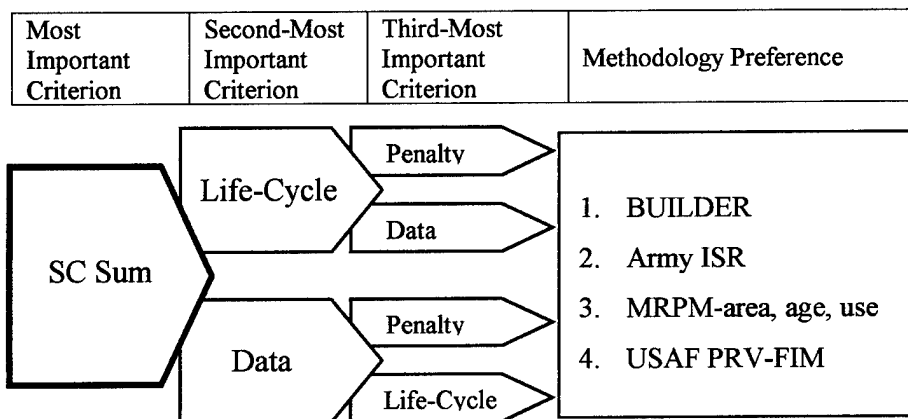 Most
Important
Criterion
Second-Most
Important
Criterion
Third-Most
Important
Criterion
Methodology Preference
SC Sum
Life-Cycle
Penalty
Data
Data
Penalty
Life-Cycle
1. BUILDER
2. Army ISR
3. MRPM-area, age, use
4. USAF PRV-FIM